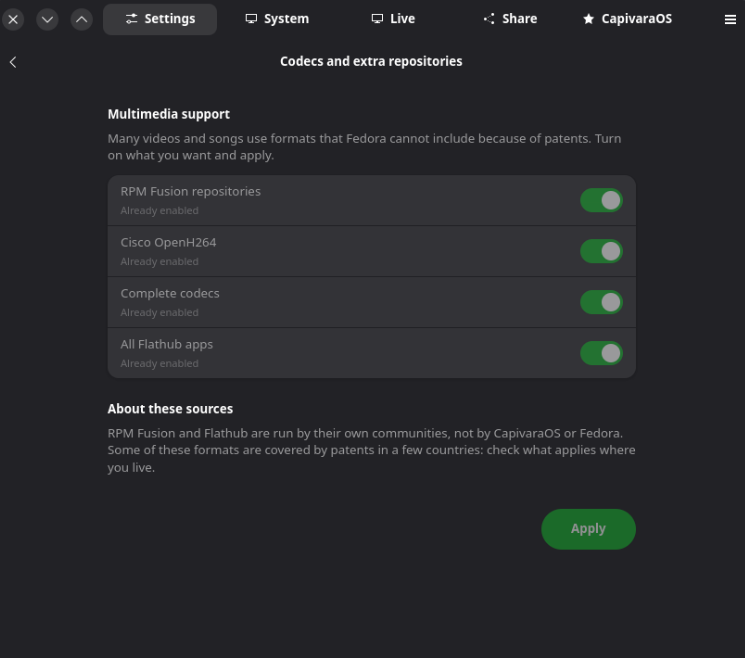 Settings
System
Live
Share
CapivaraOS
Codecs and extra repositories
Multimedia support
Many videos and songs use formats that Fedora cannot include because of patents. Turn
on what you want and apply.
RPM Fusion repositories
Already enabled
Cisco OpenH264
Already enabled
Complete codecs
Already enabled
All Flathub apps
Already enabled
About these sources
RPM Fusion and Flathub are run by their own communities, not by CapivaraOS or Fedora.
Some of these formats are covered by patents in a few countries: check what applies where
you live.
Apply